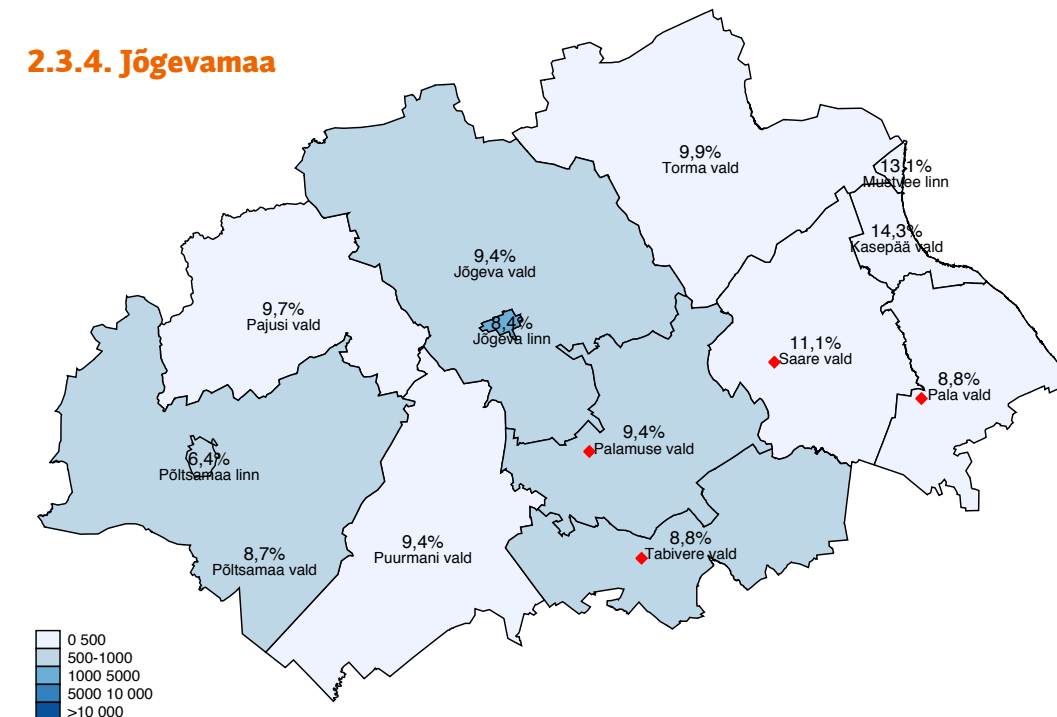 2.3.4. Jõgevamaa
9,9%
Torma vald
13,1%
Mustvee linn
14,3%
Kasepää vald
9,4%
Jõgeva vald
9,7%
Pajusi vald
8,4%
Jõgeva linn
11,1%
Saare vald
8,8%
Pala vald
9,4%
Palamuse vald
6,4%
Põltsamaa linn
8,7%
Põltsamaa vald
9,4%
Puurmani vald
8,8%
Tabivere vald
0 500
500-1000
1000 5000
5000 10 000
>10 000